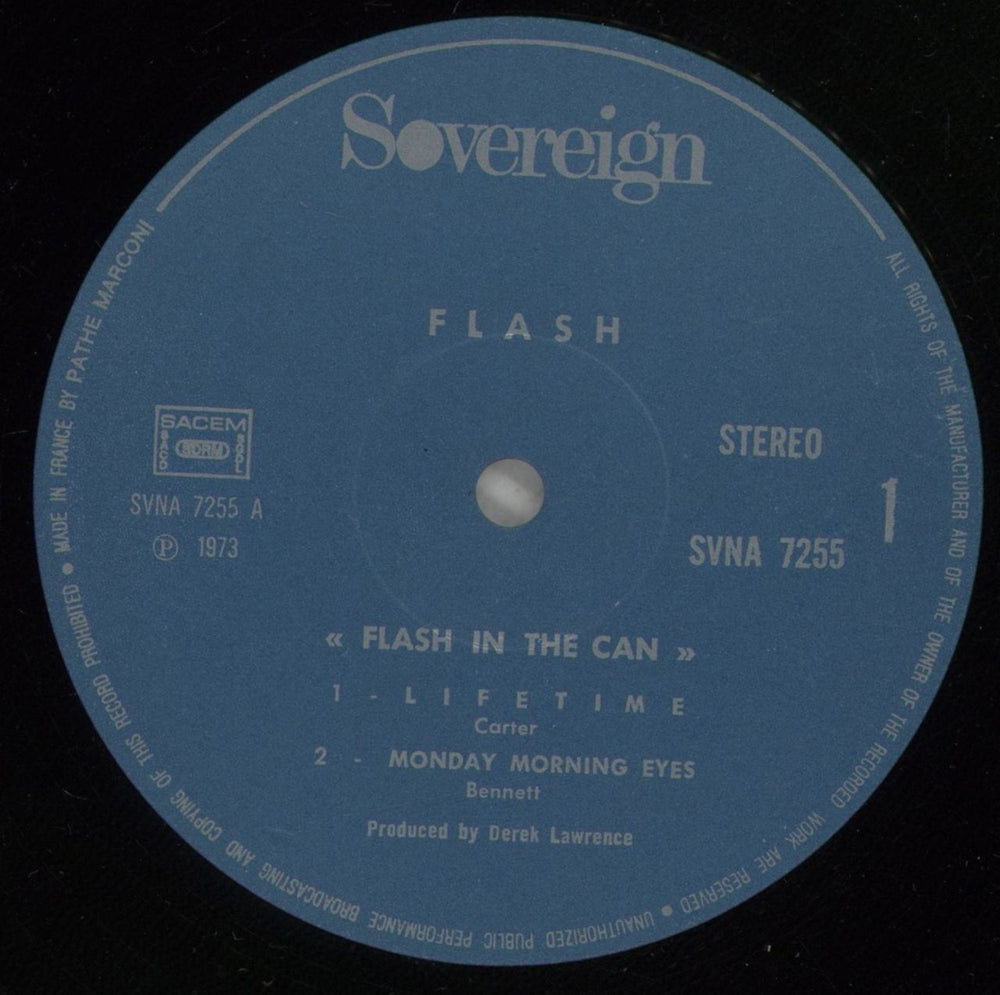 Sovereign
FLASH
SACEM
SACD SDRM SGDL
STEREO
SVNA 7255 A
1
℗ 1973
SVNA 7255
« FLASH IN THE CAN »
1 - LIFETIME
Carter
2 - MONDAY MORNING EYES
Bennett
Produced by Derek Lawrence
ALL RIGHTS OF THE MANUFACTURER AND OF THE OWNER OF THE RECORDED WORK ARE RESERVED • UNAUTHORIZED PUBLIC PERFORMANCE BROADCASTING AND COPYING OF THIS RECORD PROHIBITED • MADE IN FRANCE BY PATHE MARCONI